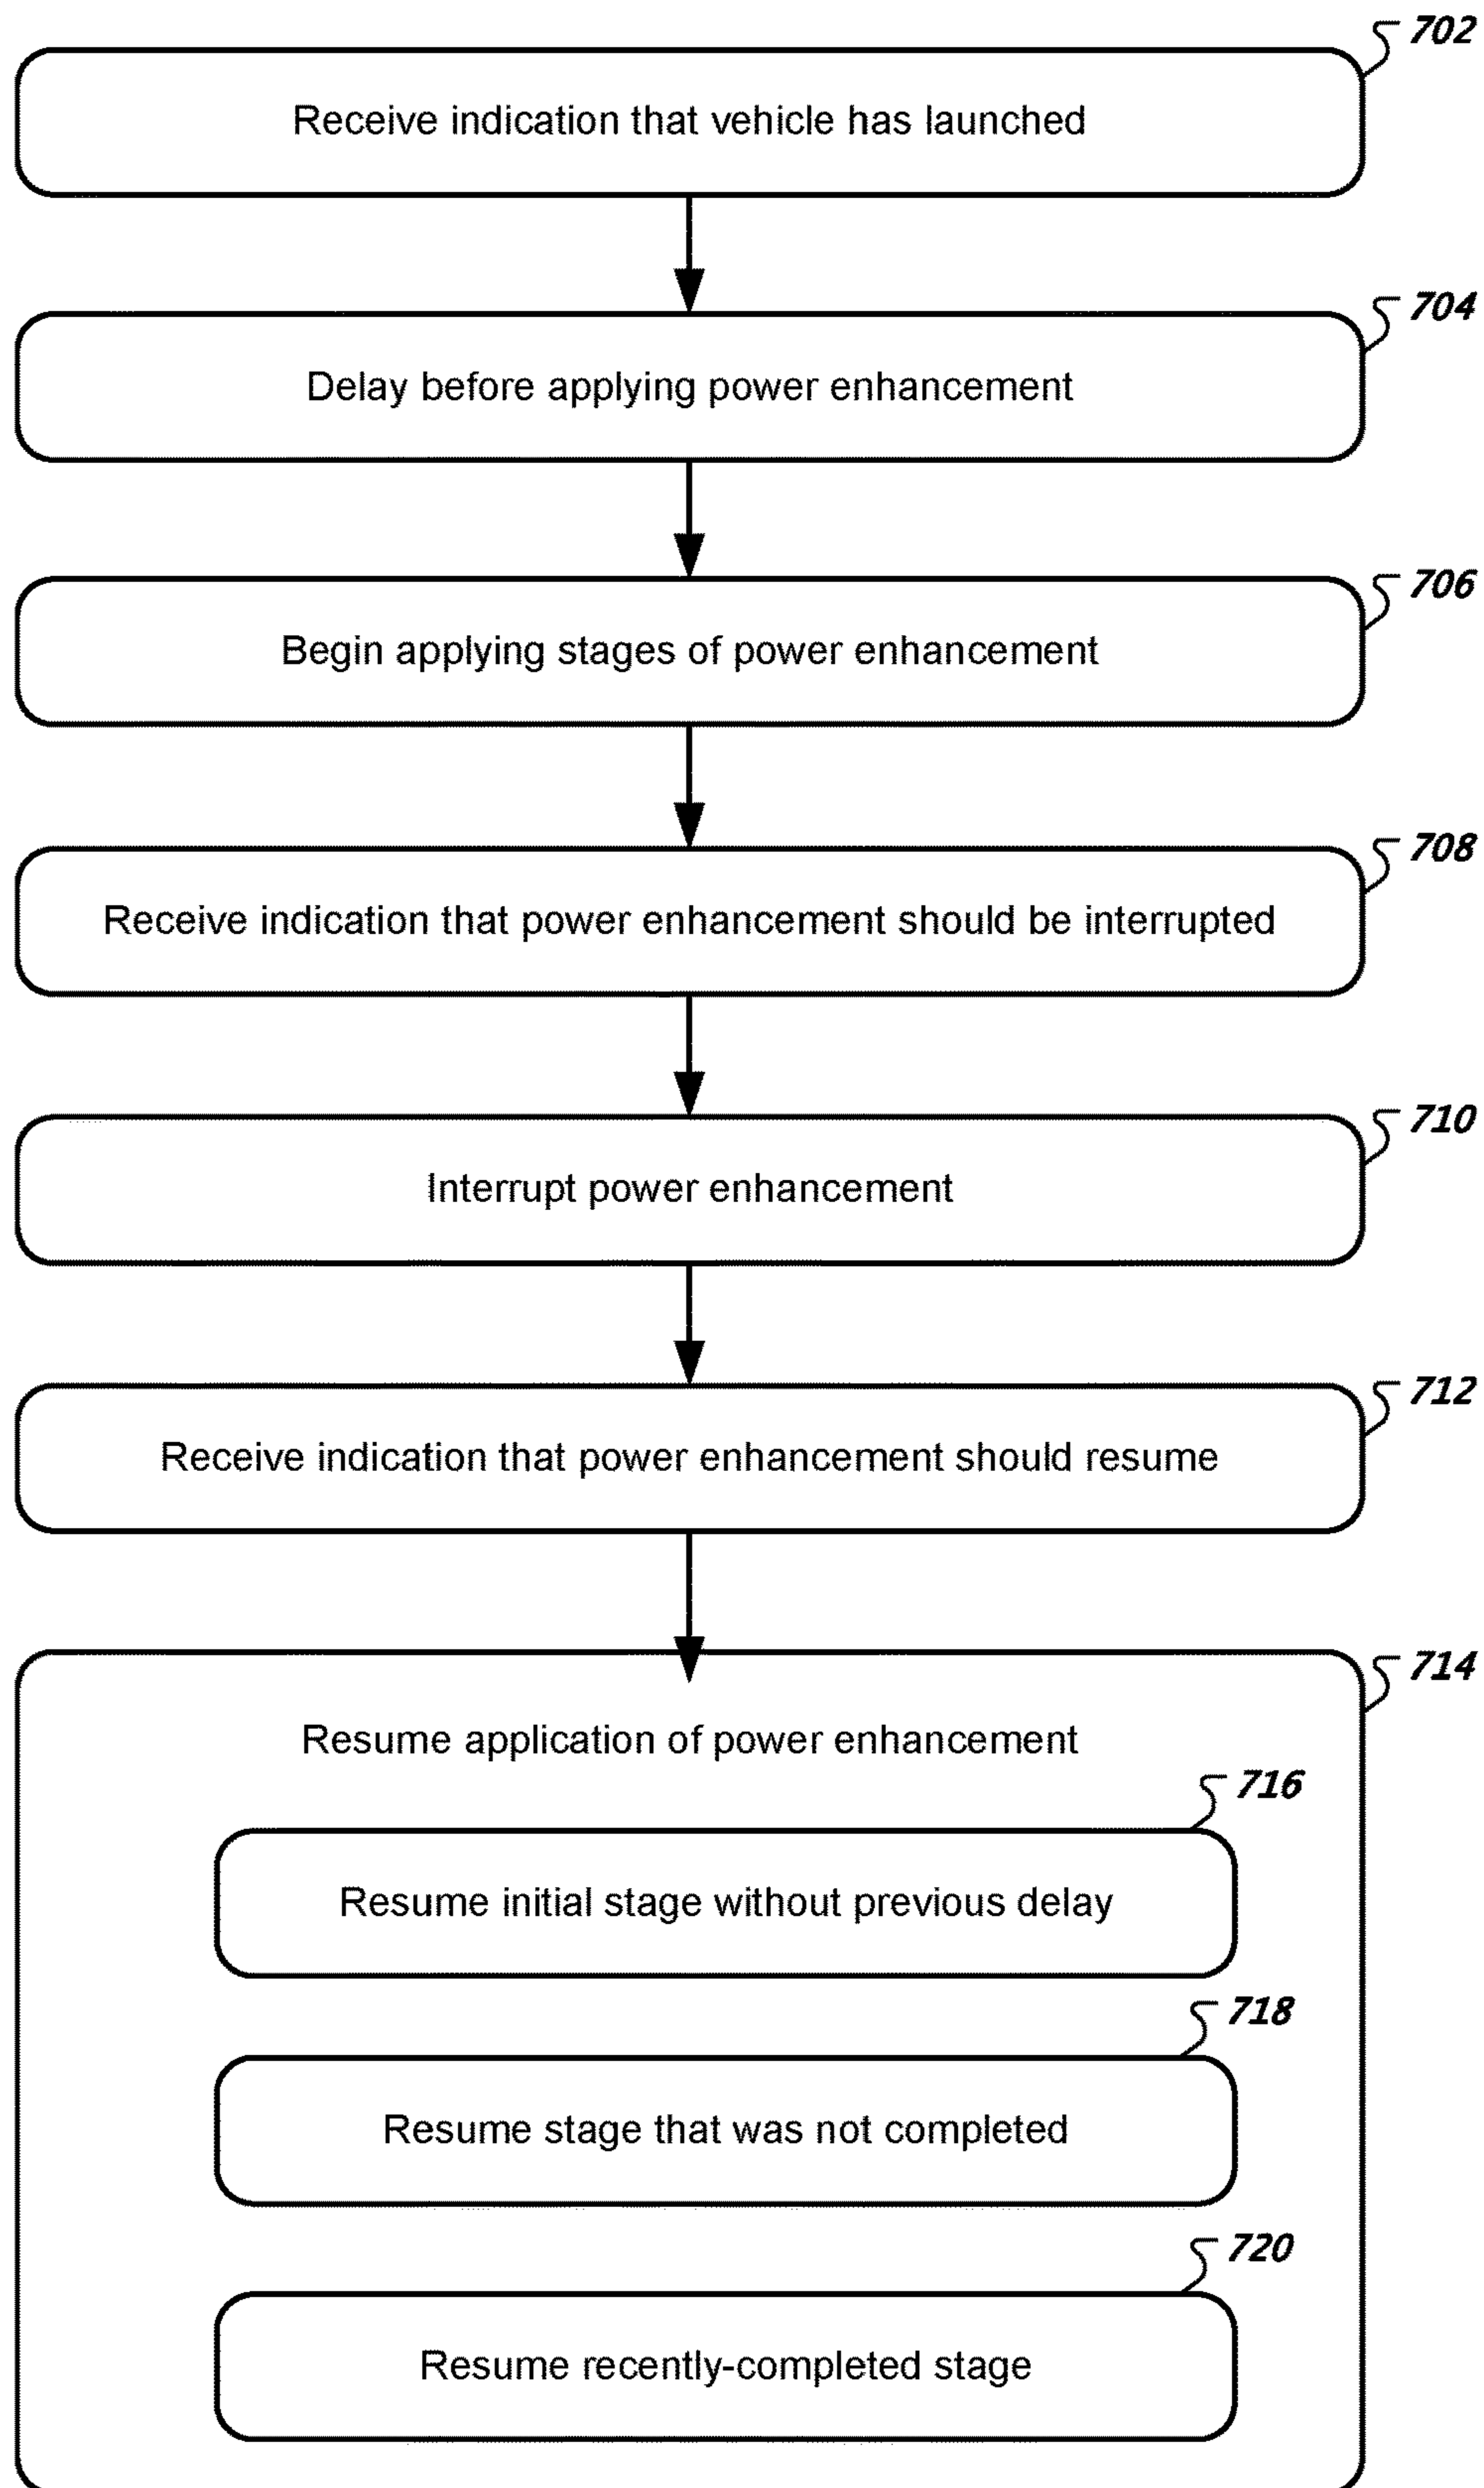 702
Receive indication that vehicle has launched
704
Delay before applying power enhancement
706
Begin applying stages of power enhancement
708
Receive indication that power enhancement should be interrupted
710
Interrupt power enhancement
712
Receive indication that power enhancement should resume
714
Resume application of power enhancement
716
Resume initial stage without previous delay
718
Resume stage that was not completed
720
Resume recently-completed stage